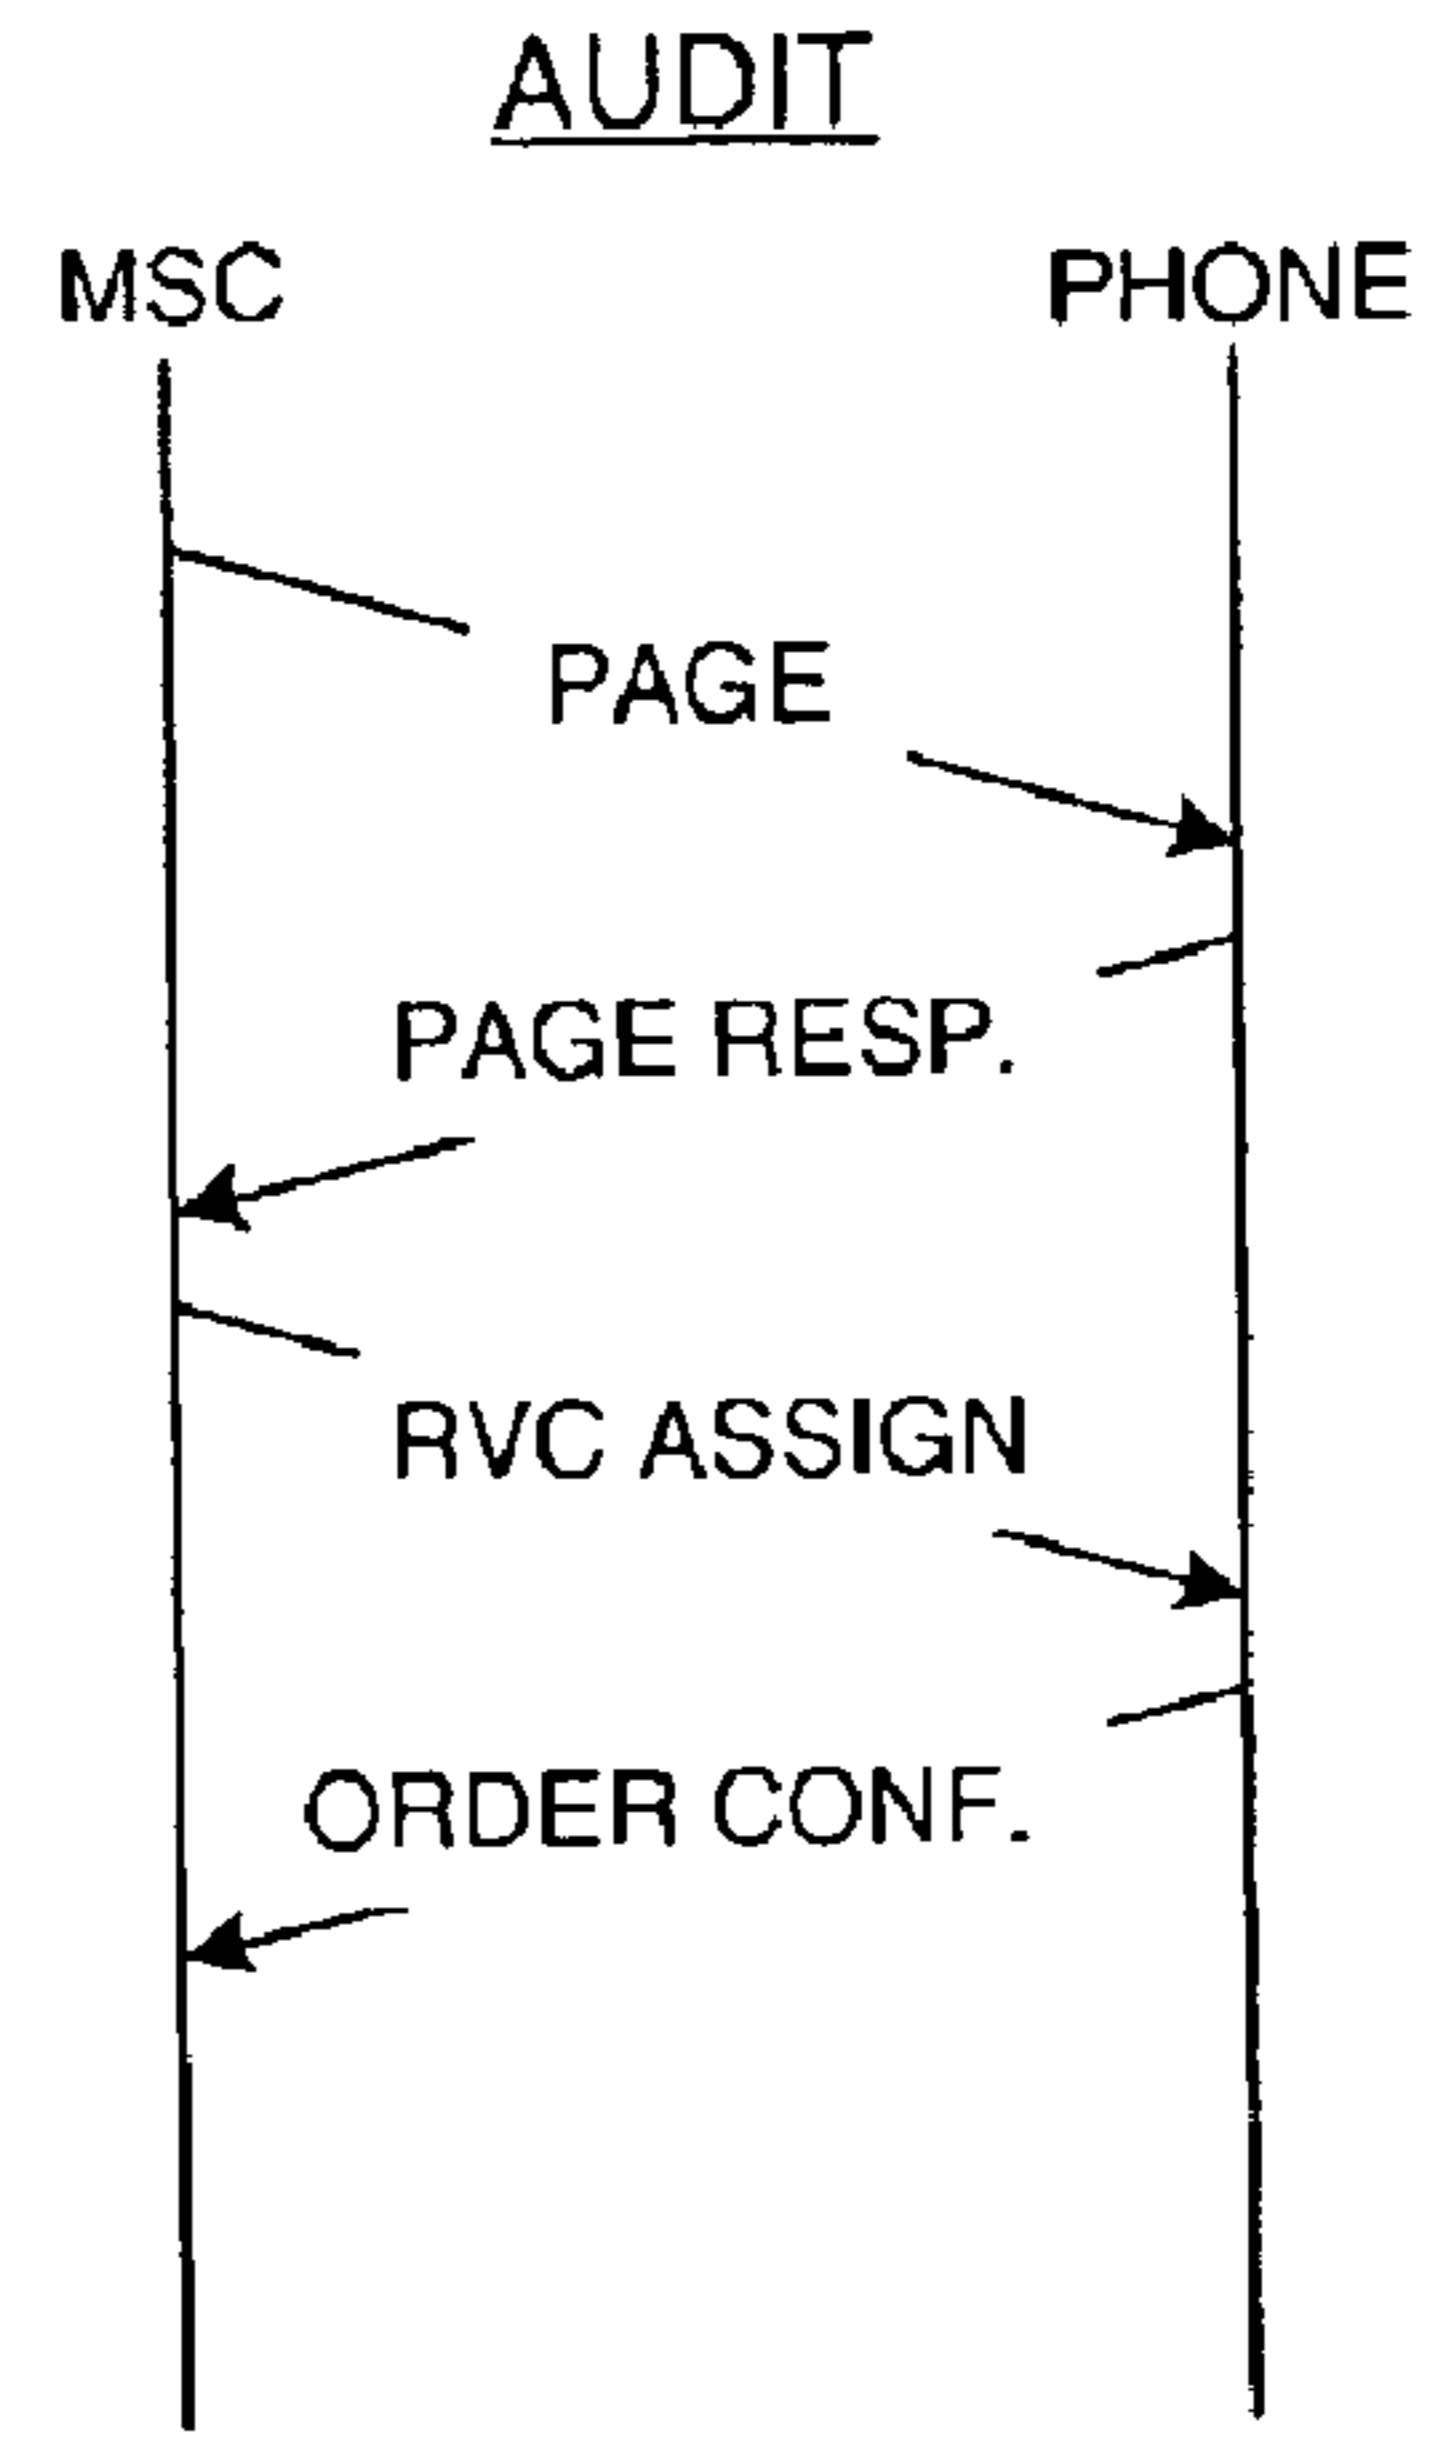 AUDIT
MSC PHONE
PAGE
PAGE RESP.
RVC ASSIGN
ORDER CONF.